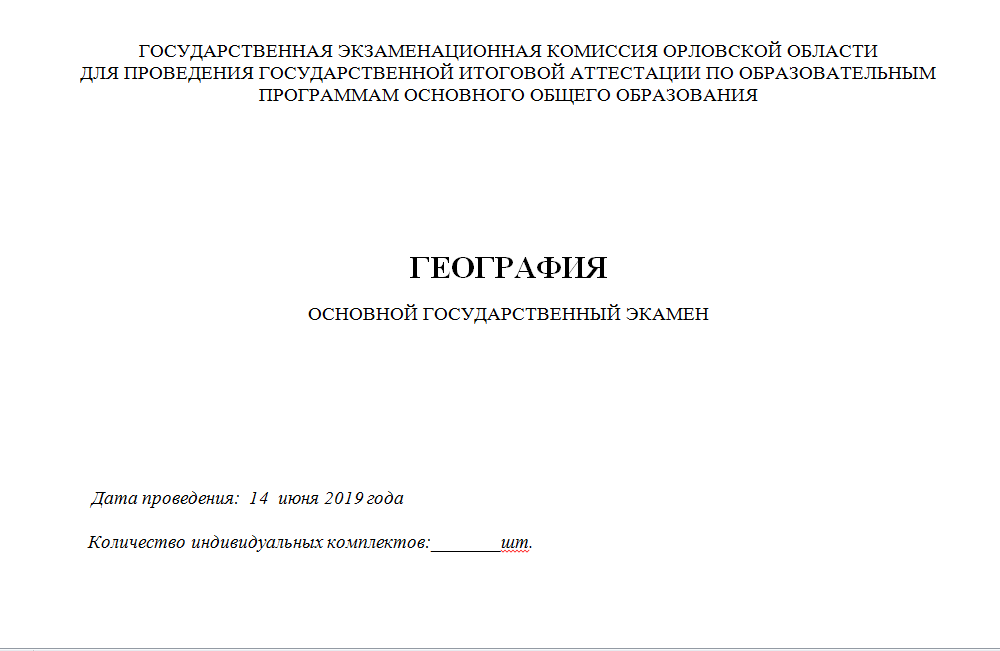 ГОСУДАРСТВЕННАЯ ЭКЗАМЕНАЦИОННАЯ КОМИССИЯ ОРЛОВСКОЙ ОБЛАСТИ
ДЛЯ ПРОВЕДЕНИЯ ГОСУДАРСТВЕННОЙ ИТОГОВОЙ АТТЕСТАЦИИ ПО ОБРАЗОВАТЕЛЬНЫМ
ПРОГРАММАМ ОСНОВНОГО ОБЩЕГО ОБРАЗОВАНИЯ
ГЕОГРАФИЯ
ОСНОВНОЙ ГОСУДАРСТВЕННЫЙ ЭКАМЕН
Дата проведения: 14 июня 2019 года
Количество индивидуальных комплектов:_______шт.